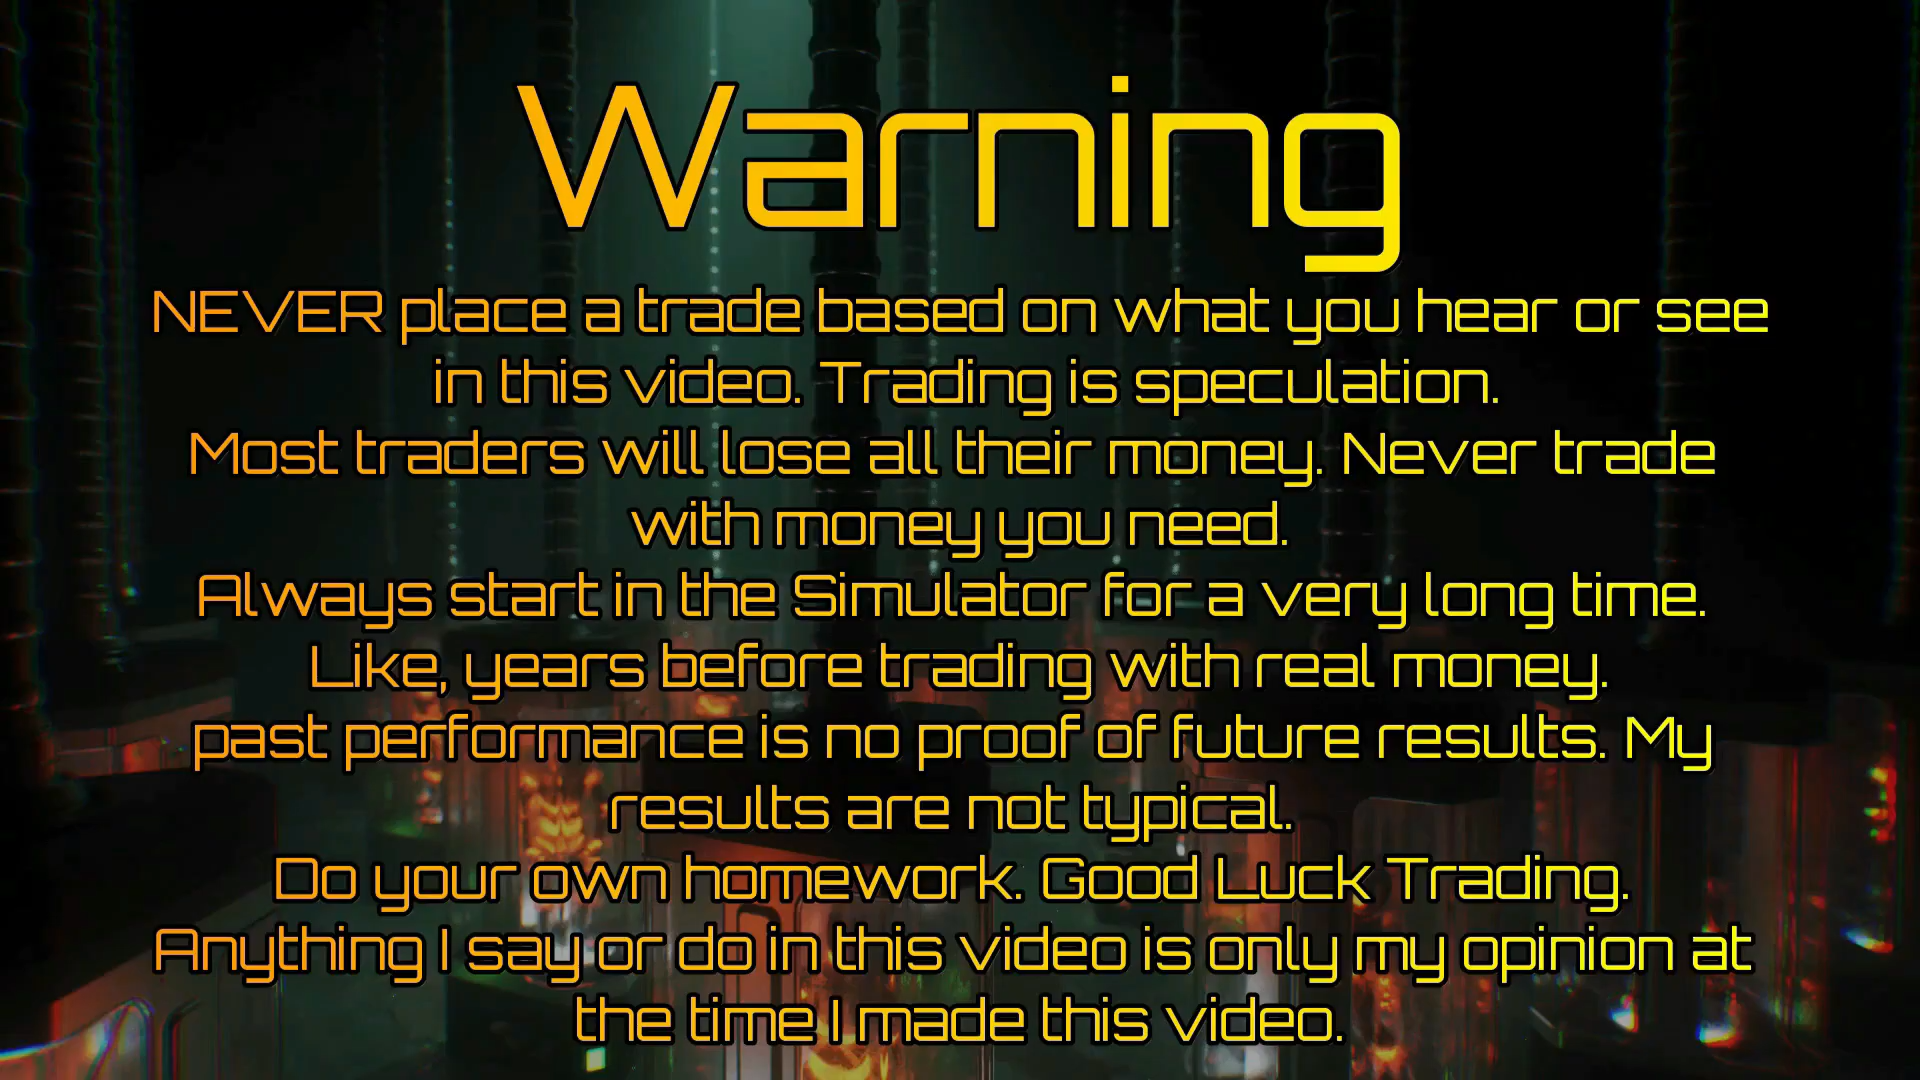 Warning
NEVER place a trade based on what you hear or see
in this video. Trading is speculation.
Most traders will lose all their money. Never trade
with money you need.
Always start in the Simulator for a very long time.
Like, years before trading with real money.
past performance is no proof of future results. My
results are not typical.
Do your own homework. Good Luck Trading.
Anything I say or do in this video is only my opinion at
the time I made this video.